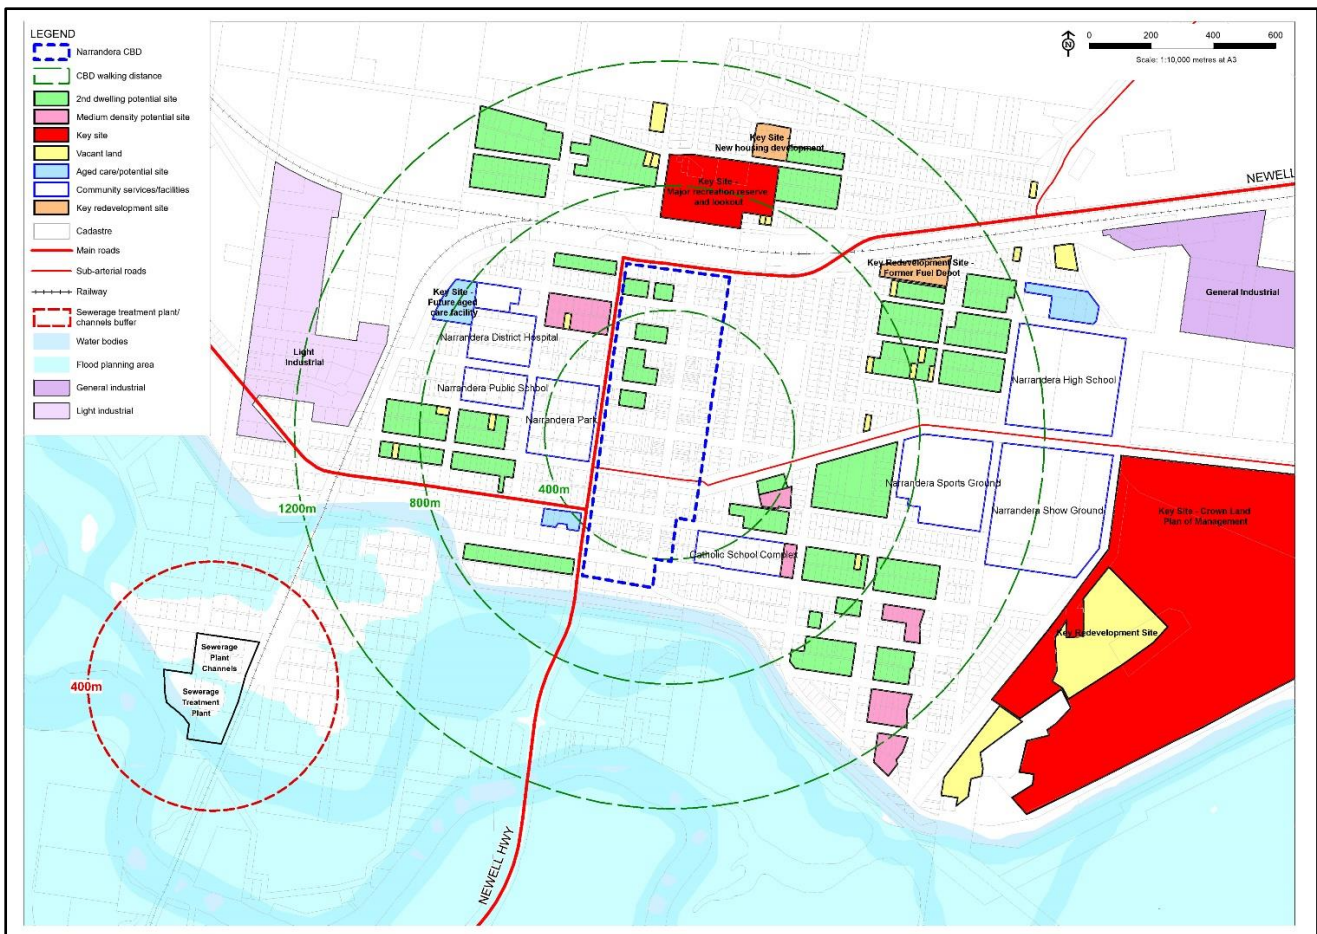 LEGEND
Narrandera CBD
CBD walking distance
2nd dwelling potential site
Medium density potential site
Key site
Vacant land
Aged care/potential site
Community services/facilities
Key redevelopment site
Cadastre
Main roads
Sub-arterial roads
Railway
Sewerage treatment plant/
channels buffer
Water bodies
Flood planning area
General industrial
Light industrial
N
0 200 400 600
Scale: 1:10,000 metres at A3
Key Site -
New housing development
Key Site -
Major recreation reserve
and lookout
NEWELL
Key Redevelopment Site -
Former Fuel Depot
General Industrial
Key Site -
Future aged
care facility
Narrandera District Hospital
Light
Industrial
Narrandera Public School
Narrandera High School
Narrandera Park
400m
800m
1200m
Narrandera Sports Ground
Narrandera Show Ground
Key Site - Crown Land
Plan of Management
Catholic School Complex
Key Redevelopment Site
Sewerage
Plant
Channels
Sewerage
Treatment
Plant
400m
NEWELL HWY